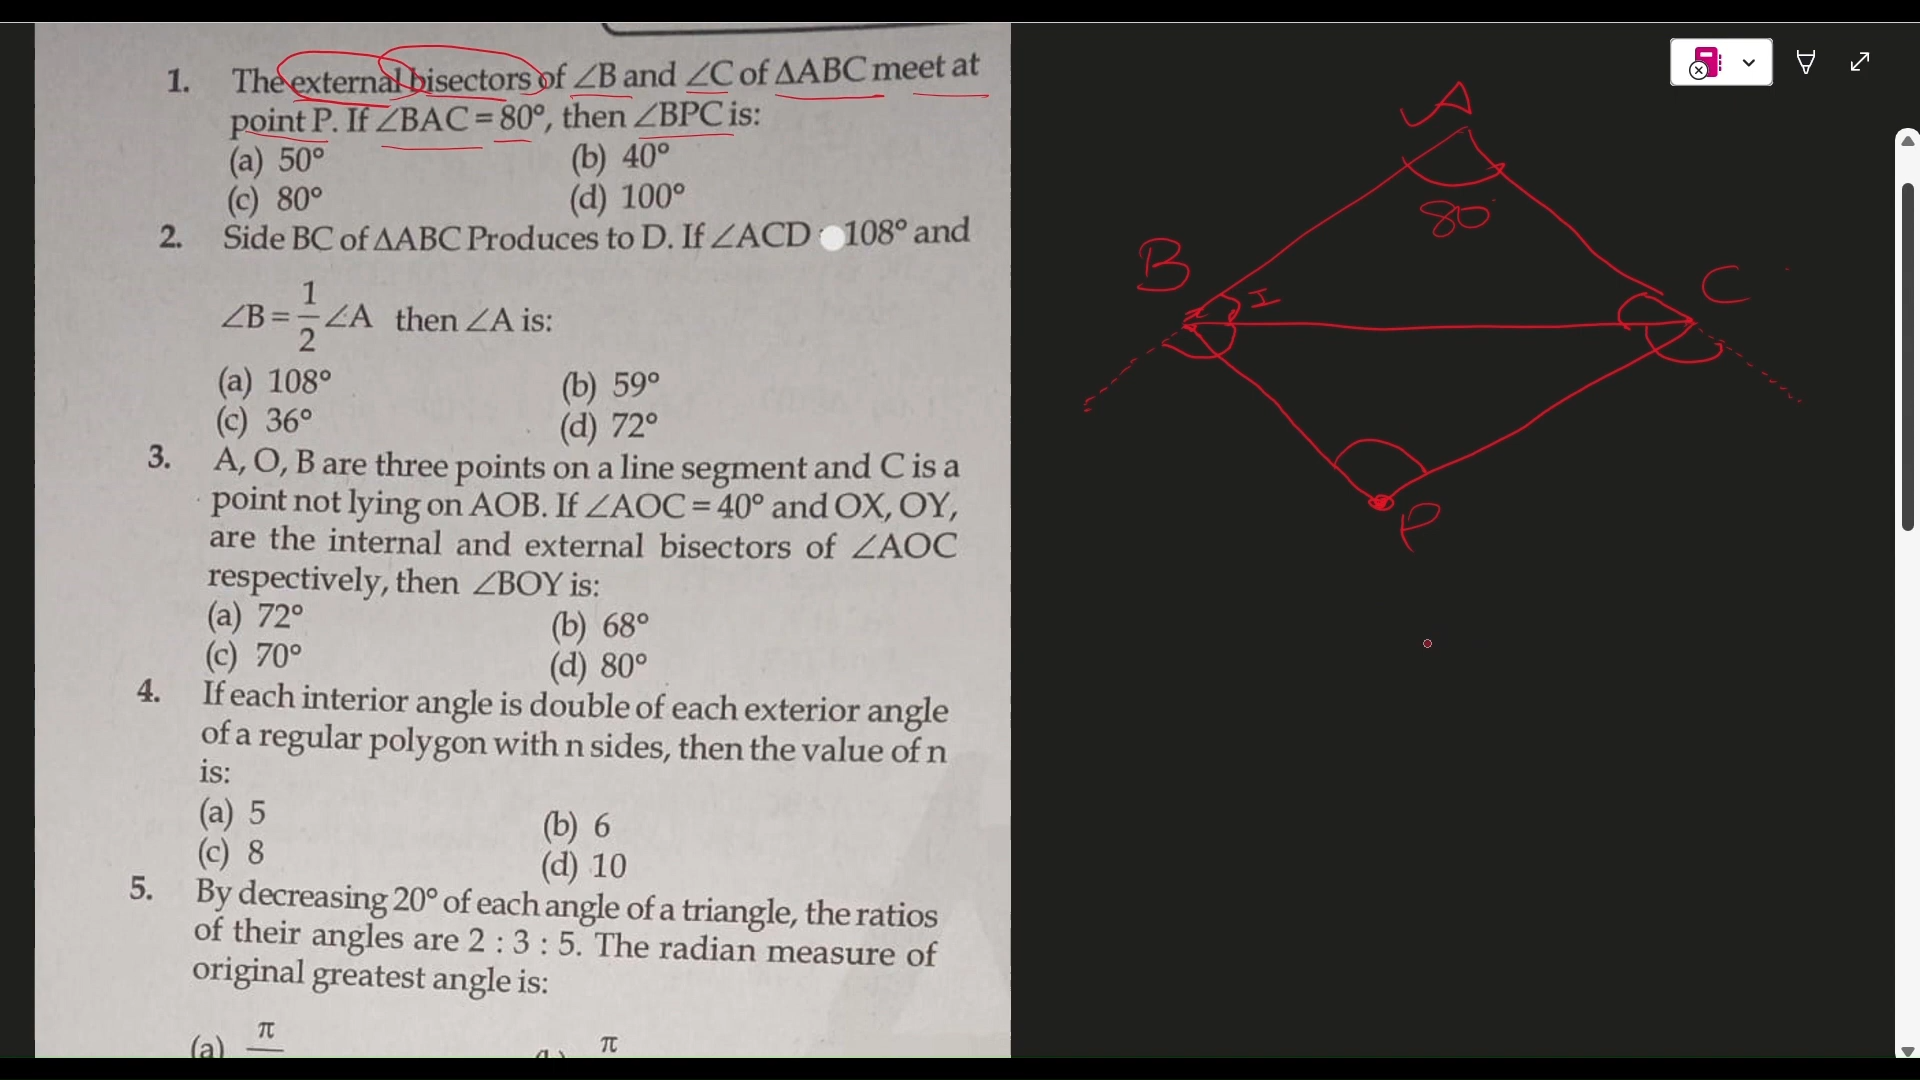 1. The external bisectors of ∠B and ∠C of ΔABC meet at
point P. If ∠BAC = 80°, then ∠BPC is:
(a) 50° (b) 40°
(c) 80° (d) 100°
2. Side BC of ΔABC Produces to D. If ∠ACD 108° and
∠B = 1/2 ∠A then ∠A is:
(a) 108° (b) 59°
(c) 36° (d) 72°
3. A, O, B are three points on a line segment and C is a
point not lying on AOB. If ∠AOC = 40° and OX, OY,
are the internal and external bisectors of ∠AOC
respectively, then ∠BOY is:
(a) 72° (b) 68°
(c) 70° (d) 80°
4. If each interior angle is double of each exterior angle
of a regular polygon with n sides, then the value of n
is:
(a) 5 (b) 6
(c) 8 (d) 10
5. By decreasing 20° of each angle of a triangle, the ratios
of their angles are 2 : 3 : 5. The radian measure of
original greatest angle is:
(a) π π
A
80
B
I
C
P